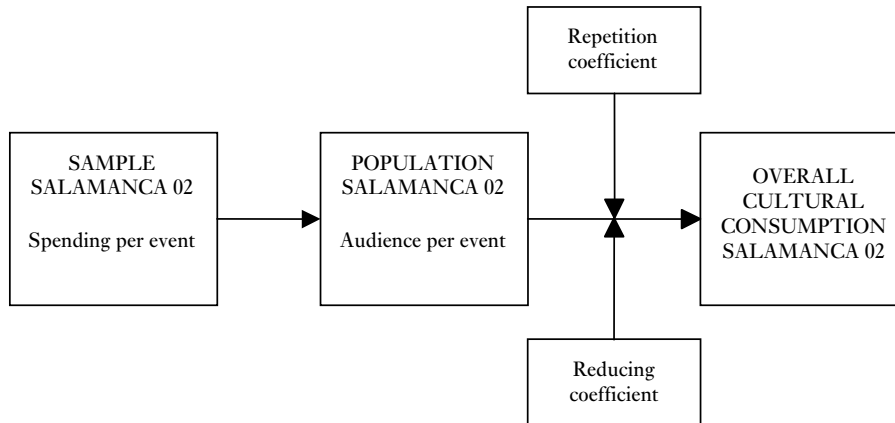 Repetition
coefficient
SAMPLE
SALAMANCA 02
Spending per event
POPULATION
SALAMANCA 02
Audience per event
OVERALL
CULTURAL
CONSUMPTION
SALAMANCA 02
Reducing
coefficient